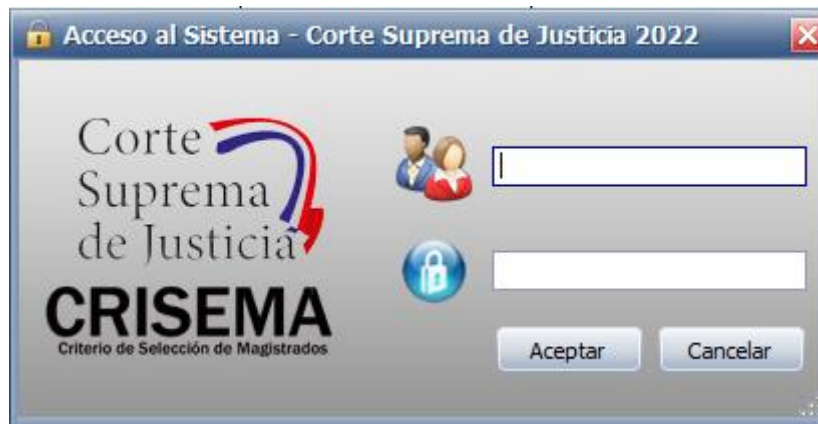 Acceso al Sistema - Corte Suprema de Justicia 2022
Corte
Suprema
de Justicia
CRISEMA
Criterio de Selección de Magistrados
Aceptar
Cancelar